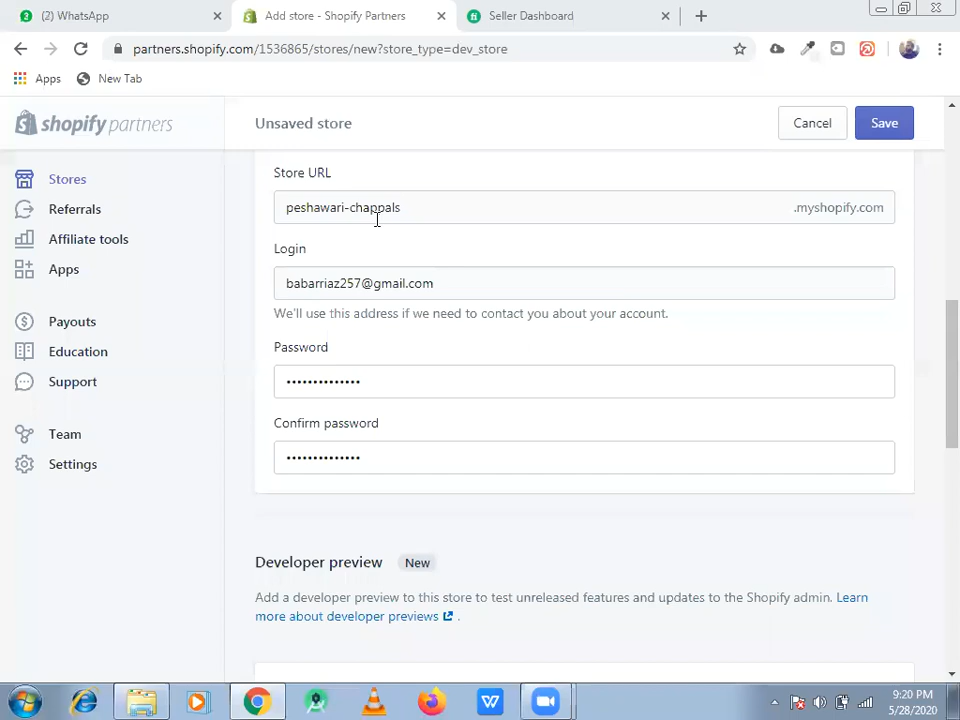 (2) WhatsApp
Add store - Shopify Partners
Seller Dashboard
partners.shopify.com/1536865/stores/new?store_type=dev_store
Apps
New Tab
shopify partners
Unsaved store
Cancel
Save
Stores
Referrals
Affiliate tools
Apps
Payouts
Education
Support
Team
Settings
Store URL
peshawari-chappals
.myshopify.com
Login
babarriaz257@gmail.com
We'll use this address if we need to contact you about your account.
Password
••••••••••••••
Confirm password
••••••••••••••
Developer preview
New
Add a developer preview to this store to test unreleased features and updates to the Shopify admin. Learn
more about developer previews .
9:20 PM
5/28/2020